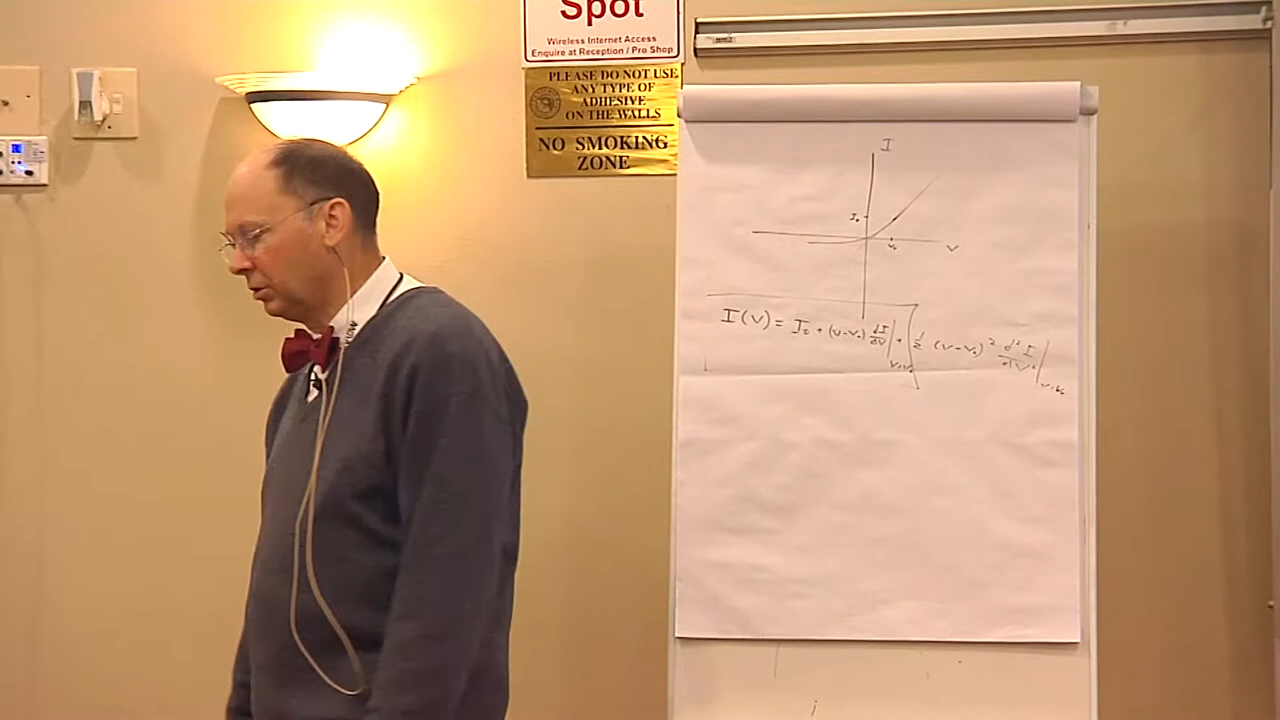 Spot
Wireless Internet Access
Enquire at Reception / Pro Shop
PLEASE DO NOT USE
ANY TYPE OF
ADHESIVE
ON THE WALLS
NO SMOKING
ZONE
I
I₀
V₀
V
I(V) = I₀ + (V-V₀) dI/dV |V=V₀ + 1/2 (V-V₀)² d²I/dV² |V=V₀